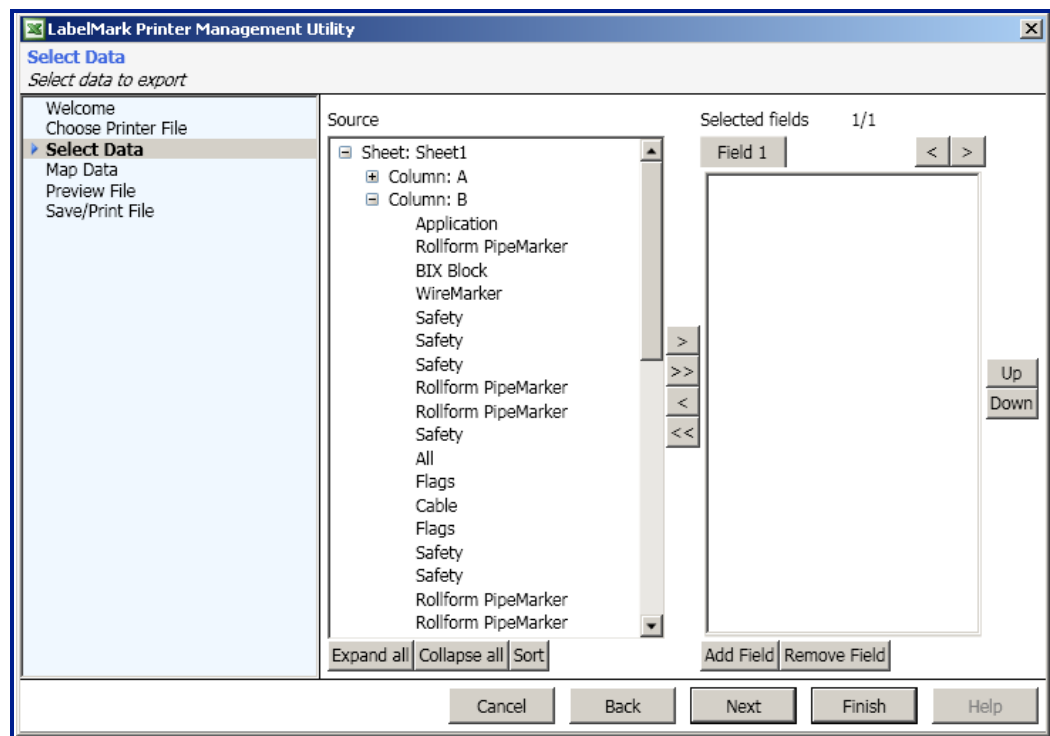 LabelMark Printer Management Utility
Select Data
Select data to export
Welcome
Choose Printer File
Select Data
Map Data
Preview File
Save/Print File
Source
Sheet: Sheet1
Column: A
Column: B
Application
Rollform PipeMarker
BIX Block
WireMarker
Safety
Safety
Safety
Rollform PipeMarker
Rollform PipeMarker
Safety
All
Flags
Cable
Flags
Safety
Safety
Rollform PipeMarker
Rollform PipeMarker
Expand all Collapse all Sort
>
>>
<
<<
Selected fields 1/1
Field 1 < >
Up
Down
Add Field Remove Field
Cancel Back Next Finish Help